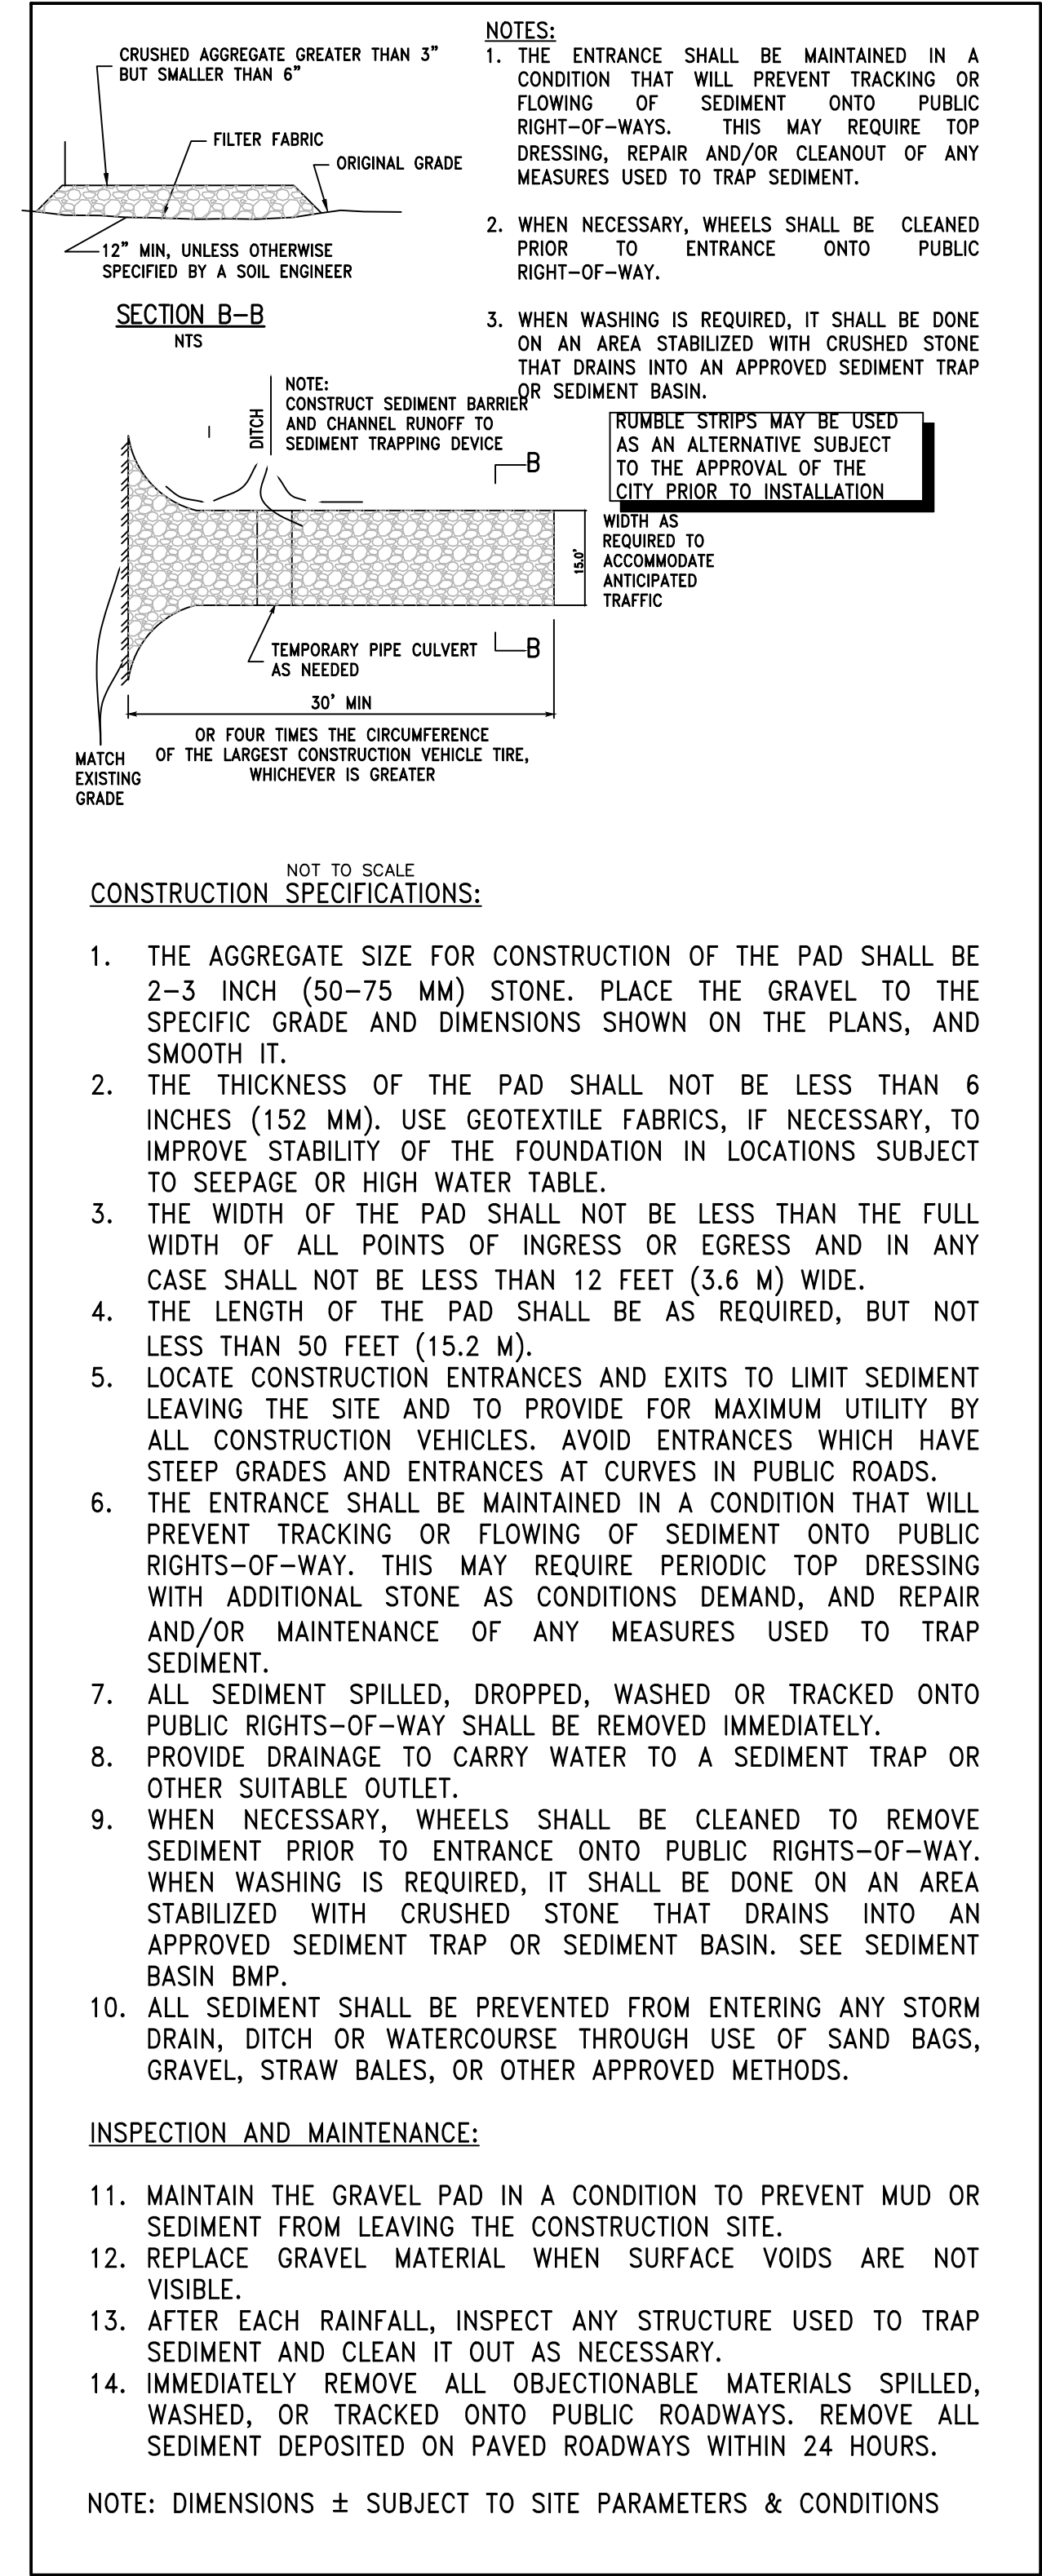 CRUSHED AGGREGATE GREATER THAN 3"
BUT SMALLER THAN 6"
FILTER FABRIC
ORIGINAL GRADE
12" MIN, UNLESS OTHERWISE
SPECIFIED BY A SOIL ENGINEER
SECTION B-B
NTS
NOTES:
1. THE ENTRANCE SHALL BE MAINTAINED IN A
CONDITION THAT WILL PREVENT TRACKING OR
FLOWING OF SEDIMENT ONTO PUBLIC
RIGHT-OF-WAYS. THIS MAY REQUIRE TOP
DRESSING, REPAIR AND/OR CLEANOUT OF ANY
MEASURES USED TO TRAP SEDIMENT.
2. WHEN NECESSARY, WHEELS SHALL BE CLEANED
PRIOR TO ENTRANCE ONTO PUBLIC
RIGHT-OF-WAY.
3. WHEN WASHING IS REQUIRED, IT SHALL BE DONE
ON AN AREA STABILIZED WITH CRUSHED STONE
THAT DRAINS INTO AN APPROVED SEDIMENT TRAP
OR SEDIMENT BASIN.
NOTE:
CONSTRUCT SEDIMENT BARRIER
AND CHANNEL RUNOFF TO
SEDIMENT TRAPPING DEVICE
DITCH
RUMBLE STRIPS MAY BE USED
AS AN ALTERNATIVE SUBJECT
TO THE APPROVAL OF THE
CITY PRIOR TO INSTALLATION
B
15.0'
WIDTH AS
REQUIRED TO
ACCOMMODATE
ANTICIPATED
TRAFFIC
B
TEMPORARY PIPE CULVERT
AS NEEDED
30' MIN
OR FOUR TIMES THE CIRCUMFERENCE
OF THE LARGEST CONSTRUCTION VEHICLE TIRE,
WHICHEVER IS GREATER
MATCH
EXISTING
GRADE
NOT TO SCALE
CONSTRUCTION SPECIFICATIONS:
1. THE AGGREGATE SIZE FOR CONSTRUCTION OF THE PAD SHALL BE
2-3 INCH (50-75 MM) STONE. PLACE THE GRAVEL TO THE
SPECIFIC GRADE AND DIMENSIONS SHOWN ON THE PLANS, AND
SMOOTH IT.
2. THE THICKNESS OF THE PAD SHALL NOT BE LESS THAN 6
INCHES (152 MM). USE GEOTEXTILE FABRICS, IF NECESSARY, TO
IMPROVE STABILITY OF THE FOUNDATION IN LOCATIONS SUBJECT
TO SEEPAGE OR HIGH WATER TABLE.
3. THE WIDTH OF THE PAD SHALL NOT BE LESS THAN THE FULL
WIDTH OF ALL POINTS OF INGRESS OR EGRESS AND IN ANY
CASE SHALL NOT BE LESS THAN 12 FEET (3.6 M) WIDE.
4. THE LENGTH OF THE PAD SHALL BE AS REQUIRED, BUT NOT
LESS THAN 50 FEET (15.2 M).
5. LOCATE CONSTRUCTION ENTRANCES AND EXITS TO LIMIT SEDIMENT
LEAVING THE SITE AND TO PROVIDE FOR MAXIMUM UTILITY BY
ALL CONSTRUCTION VEHICLES. AVOID ENTRANCES WHICH HAVE
STEEP GRADES AND ENTRANCES AT CURVES IN PUBLIC ROADS.
6. THE ENTRANCE SHALL BE MAINTAINED IN A CONDITION THAT WILL
PREVENT TRACKING OR FLOWING OF SEDIMENT ONTO PUBLIC
RIGHTS-OF-WAY. THIS MAY REQUIRE PERIODIC TOP DRESSING
WITH ADDITIONAL STONE AS CONDITIONS DEMAND, AND REPAIR
AND/OR MAINTENANCE OF ANY MEASURES USED TO TRAP
SEDIMENT.
7. ALL SEDIMENT SPILLED, DROPPED, WASHED OR TRACKED ONTO
PUBLIC RIGHTS-OF-WAY SHALL BE REMOVED IMMEDIATELY.
8. PROVIDE DRAINAGE TO CARRY WATER TO A SEDIMENT TRAP OR
OTHER SUITABLE OUTLET.
9. WHEN NECESSARY, WHEELS SHALL BE CLEANED TO REMOVE
SEDIMENT PRIOR TO ENTRANCE ONTO PUBLIC RIGHTS-OF-WAY.
WHEN WASHING IS REQUIRED, IT SHALL BE DONE ON AN AREA
STABILIZED WITH CRUSHED STONE THAT DRAINS INTO AN
APPROVED SEDIMENT TRAP OR SEDIMENT BASIN. SEE SEDIMENT
BASIN BMP.
10. ALL SEDIMENT SHALL BE PREVENTED FROM ENTERING ANY STORM
DRAIN, DITCH OR WATERCOURSE THROUGH USE OF SAND BAGS,
GRAVEL, STRAW BALES, OR OTHER APPROVED METHODS.
INSPECTION AND MAINTENANCE:
11. MAINTAIN THE GRAVEL PAD IN A CONDITION TO PREVENT MUD OR
SEDIMENT FROM LEAVING THE CONSTRUCTION SITE.
12. REPLACE GRAVEL MATERIAL WHEN SURFACE VOIDS ARE NOT
VISIBLE.
13. AFTER EACH RAINFALL, INSPECT ANY STRUCTURE USED TO TRAP
SEDIMENT AND CLEAN IT OUT AS NECESSARY.
14. IMMEDIATELY REMOVE ALL OBJECTIONABLE MATERIALS SPILLED,
WASHED, OR TRACKED ONTO PUBLIC ROADWAYS. REMOVE ALL
SEDIMENT DEPOSITED ON PAVED ROADWAYS WITHIN 24 HOURS.
NOTE: DIMENSIONS ± SUBJECT TO SITE PARAMETERS & CONDITIONS